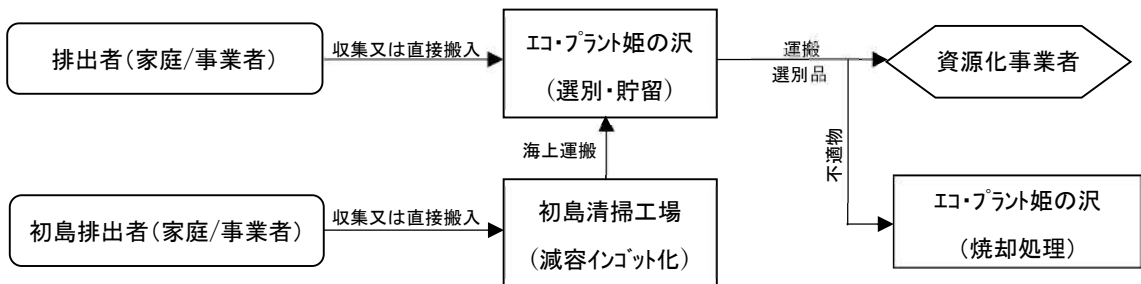 排出者(家庭/事業者)
収集又は直接搬入
ｴｺ・ﾌﾟﾗﾝﾄ姫の沢
(選別・貯留)
運搬
選別品
資源化事業者
海上運搬
不適物
初島排出者(家庭/事業者)
収集又は直接搬入
初島清掃工場
(減容ｲﾝｺﾞｯﾄ化)
ｴｺ・ﾌﾟﾗﾝﾄ姫の沢
(焼却処理)